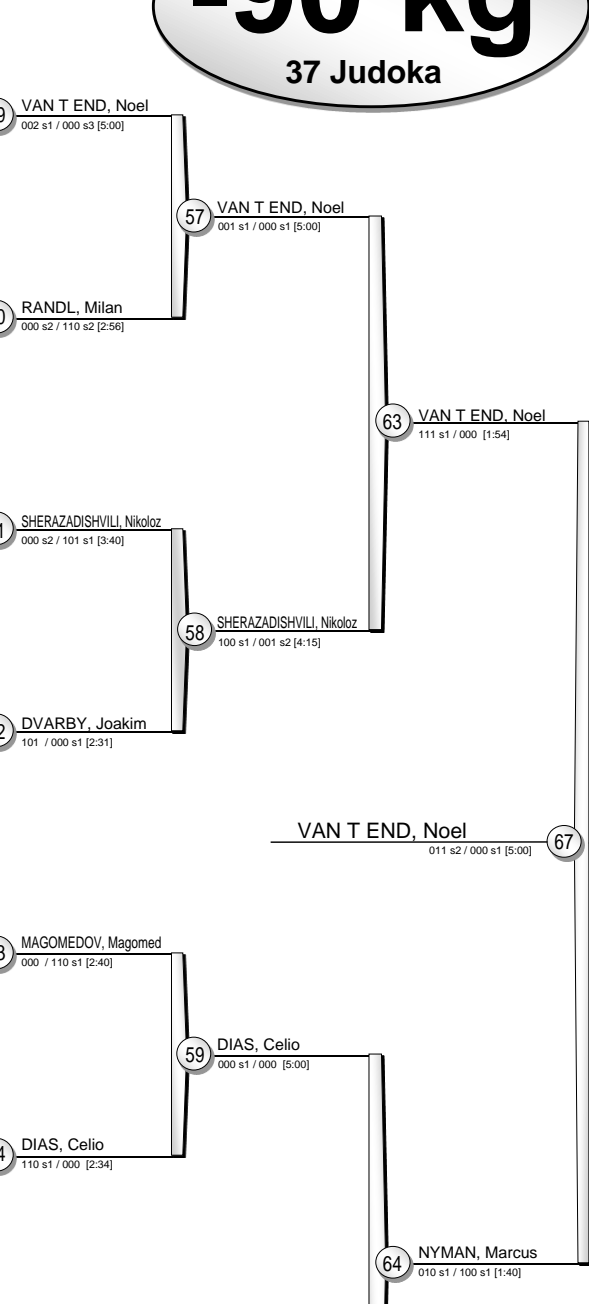 -90 kg
37 Judoka
VAN T END, Noel
002 s1 / 000 s3 [5:00]
57
VAN T END, Noel
001 s1 / 000 s1 [5:00]
RANDL, Milan
000 s2 / 110 s2 [2:56]
63
VAN T END, Noel
111 s1 / 000 [1:54]
SHERAZADISHVILI, Nikoloz
000 s2 / 101 s1 [3:40]
58
SHERAZADISHVILI, Nikoloz
100 s1 / 001 s2 [4:15]
DVARBY, Joakim
101 / 000 s1 [2:31]
VAN T END, Noel
011 s2 / 000 s1 [5:00]
67
MAGOMEDOV, Magomed
000 / 110 s1 [2:40]
59
DIAS, Celio
000 s1 / 000 [5:00]
DIAS, Celio
110 s1 / 000 [2:34]
64
NYMAN, Marcus
010 s1 / 100 s1 [1:40]